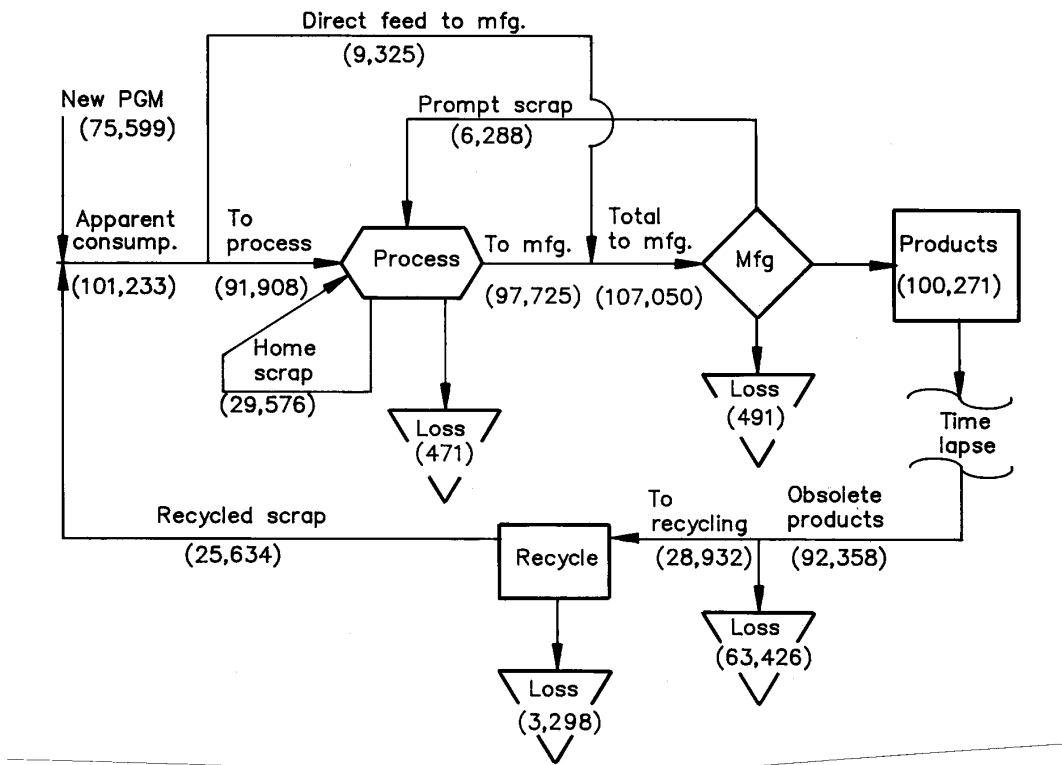 Direct feed to mfg.
(9,325)
New PGM
(75,599)
Prompt scrap
(6,288)
Apparent
consump.
(101,233)
To
process
(91,908)
Process
To mfg.
(97,725)
Total
to mfg.
(107,050)
Mfg
Products
(100,271)
Home
scrap
(29,576)
Loss
(471)
Loss
(491)
Time
lapse
Recycled scrap
(25,634)
Recycle
To
recycling
(28,932)
Obsolete
products
(92,358)
Loss
(63,426)
Loss
(3,298)